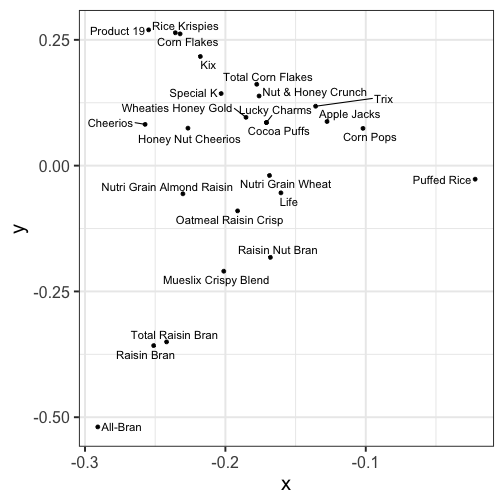 0.25
0.00
-0.25
-0.50
y
Product 19
Rice Krispies
Corn Flakes
Kix
Total Corn Flakes
Special K
Nut & Honey Crunch
Trix
Wheaties Honey Gold
Lucky Charms
Apple Jacks
Cheerios
Cocoa Puffs
Honey Nut Cheerios
Corn Pops
Puffed Rice
Nutri Grain Almond Raisin
Nutri Grain Wheat
Life
Oatmeal Raisin Crisp
Raisin Nut Bran
Mueslix Crispy Blend
Total Raisin Bran
Raisin Bran
All-Bran
-0.3
-0.2
-0.1
x